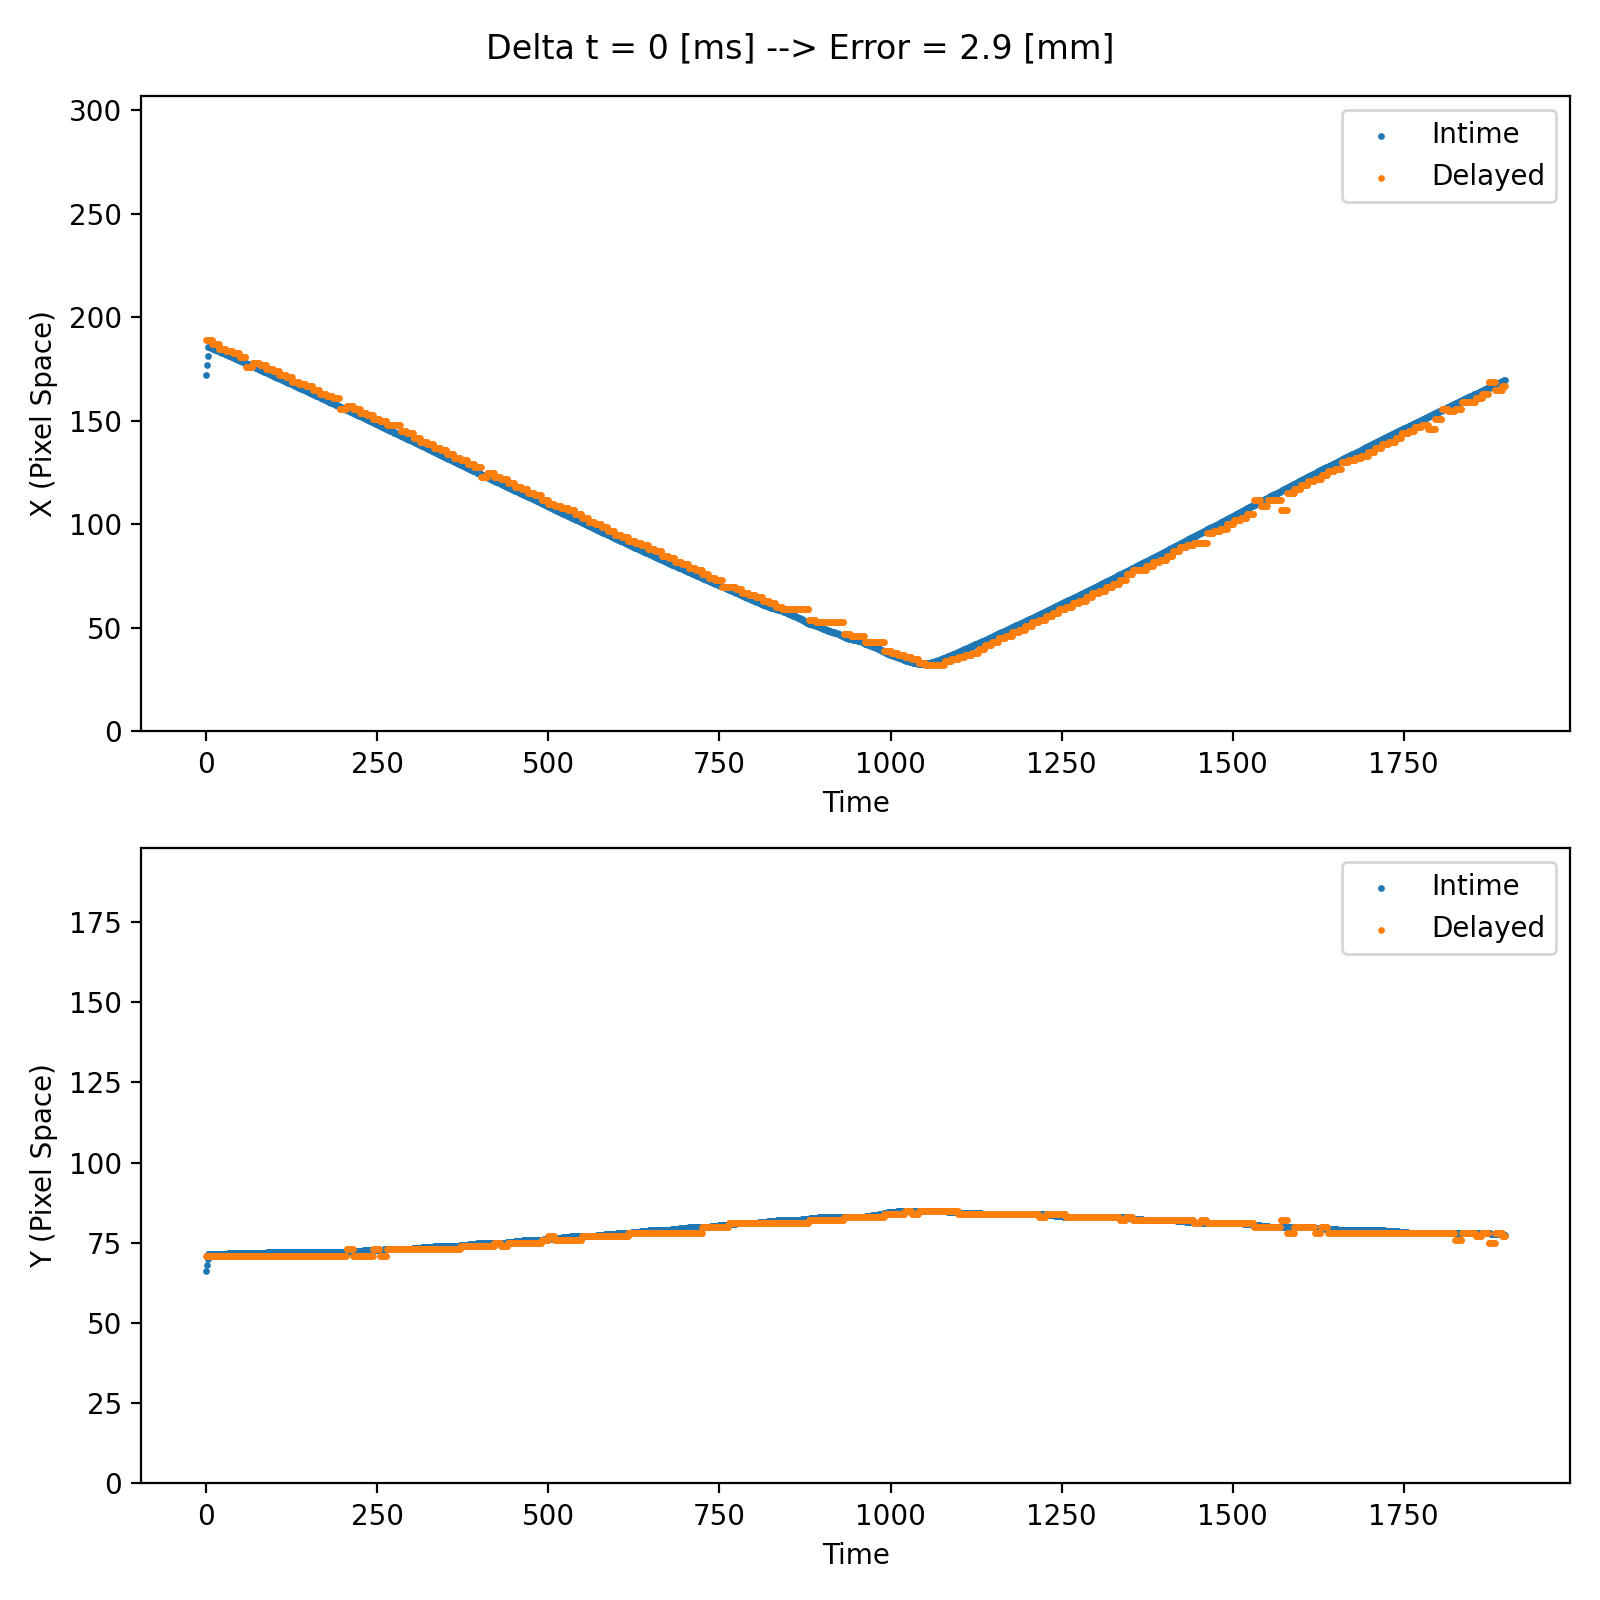 Delta t = 0 [ms] --> Error = 2.9 [mm]
300
250
200
150
100
50
0
X (Pixel Space)
Intime
Delayed
0 250 500 750 1000 1250 1500 1750
Time
175
150
125
100
75
50
25
0
Y (Pixel Space)
Intime
Delayed
0 250 500 750 1000 1250 1500 1750
Time